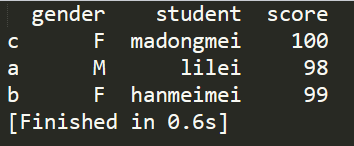 gender student score
c F madongmei 100
a M lilei 98
b F hanmeimei 99
[Finished in 0.6s]